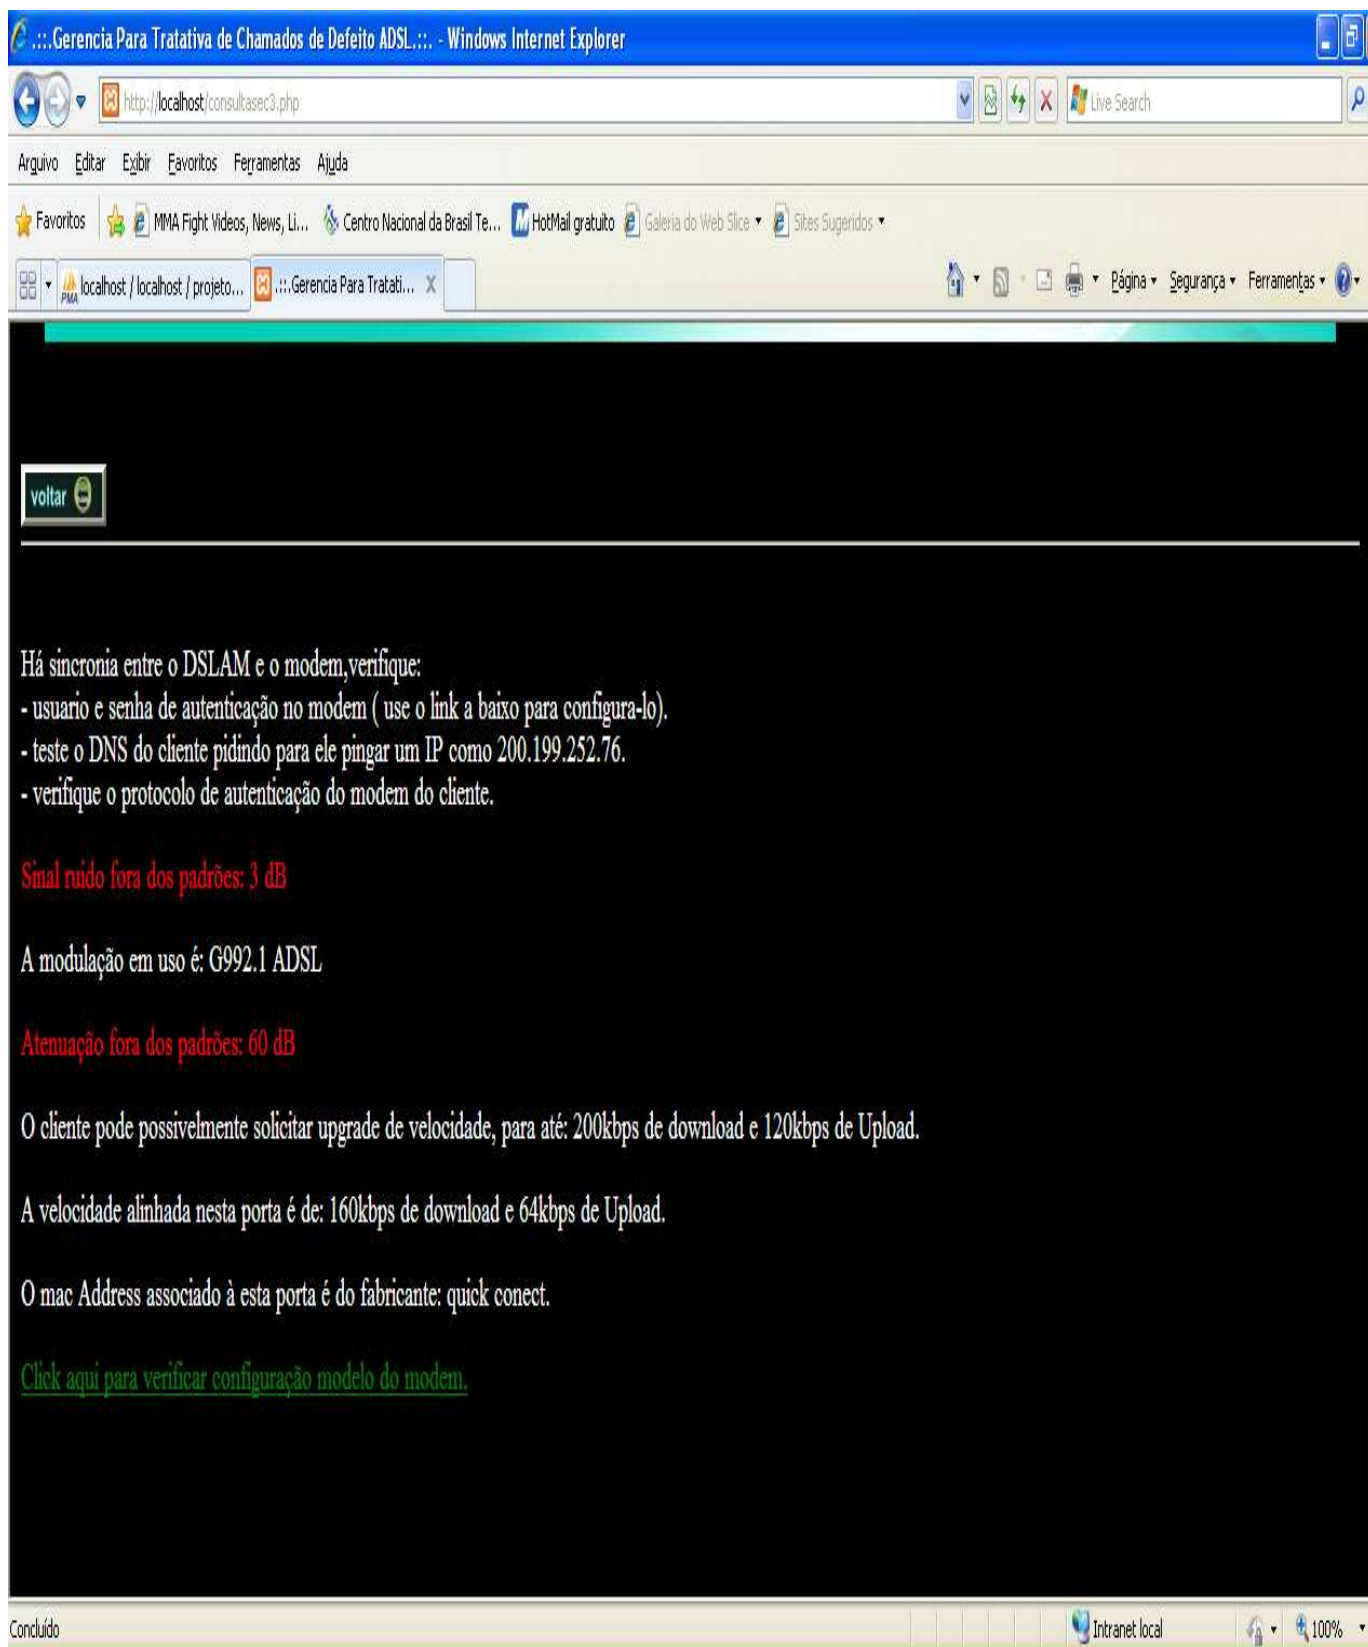 .::.Gerencia Para Tratativa de Chamados de Defeito ADSL.::. - Windows Internet Explorer
http://localhost/consultasec3.php
Live Search
Arquivo Editar Exibir Favoritos Ferramentas Ajuda
Favoritos MMA Fight Videos, News, Li... Centro Nacional da Brasil Te... HotMail gratuito Galeria do Web Slice Sites Sugeridos
PMA localhost / localhost / projeto... .::.Gerencia Para Tratati... X Página Segurança Ferramentas
voltar
Há sincronia entre o DSLAM e o modem,verifique:
- usuario e senha de autenticação no modem ( use o link a baixo para configura-lo).
- teste o DNS do cliente pidindo para ele pingar um IP como 200.199.252.76.
- verifique o protocolo de autenticação do modem do cliente.
Sinal ruido fora dos padrões: 3 dB
A modulação em uso é: G992.1 ADSL
Atenuação fora dos padrões: 60 dB
O cliente pode possivelmente solicitar upgrade de velocidade, para até: 200kbps de download e 120kbps de Upload.
A velocidade alinhada nesta porta é de: 160kbps de download e 64kbps de Upload.
O mac Address associado à esta porta é do fabricante: quick conect.
Click aqui para verificar configuração modelo do modem.
Concluído Intranet local 100%